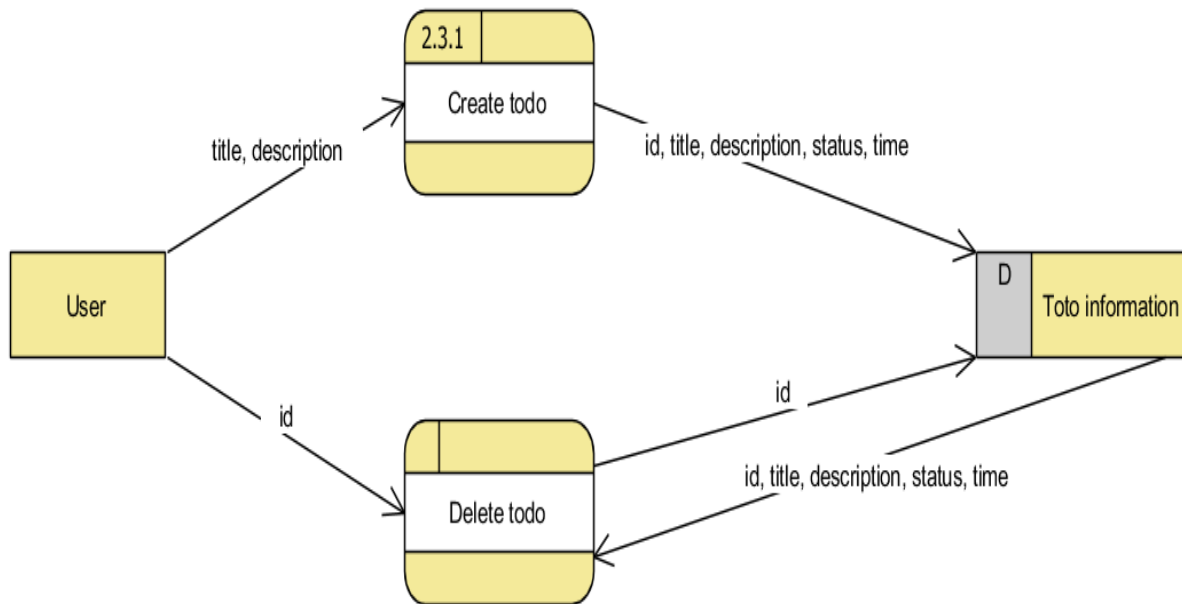 2.3.1
Create todo
title, description
id, title, description, status, time
User
D
Toto information
id
id
id, title, description, status, time
Delete todo